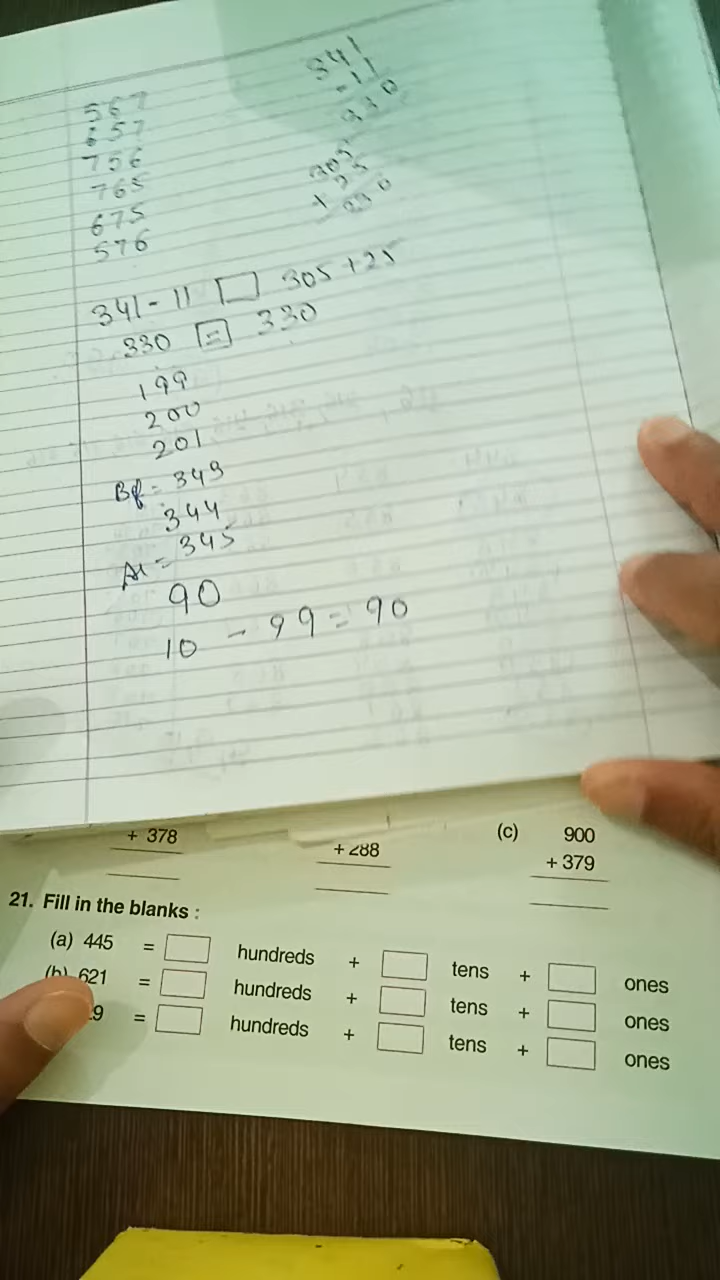 567
657
756
765
675
576
341
-11
330
305
+ 25
330
341-11 □ 305+25
330 = 330
199
200
201
Bf = 349
344
= 345
90
10 - 99 = 90
+ 378
+ 288
(c) 900
+ 379
21. Fill in the blanks :
(a) 445 = hundreds + tens + ones
(b) 621 = hundreds + tens + ones
9 = hundreds + tens + ones